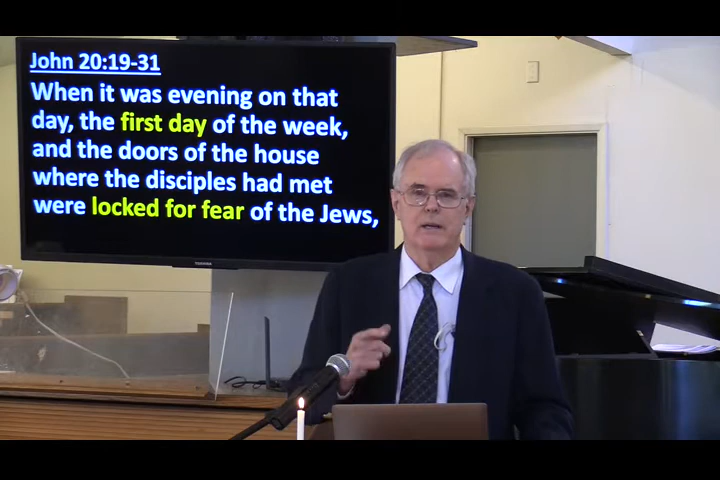 John 20:19-31
When it was evening on that
day, the first day of the week,
and the doors of the house
where the disciples had met
were locked for fear of the Jews,
TOSHIBA